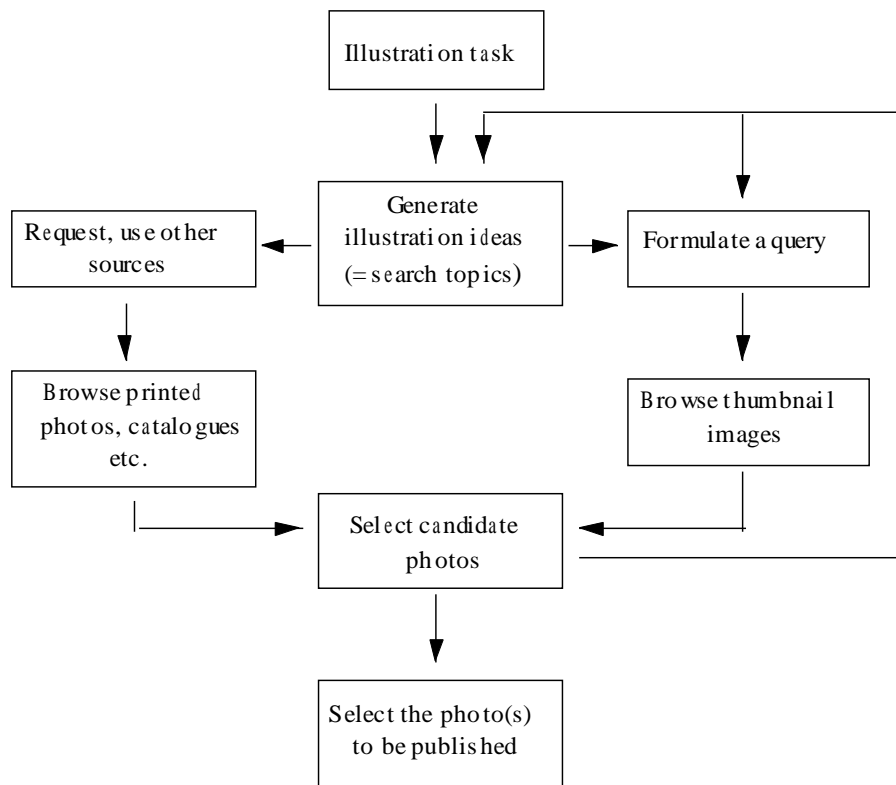 Illustration task
Generate
illustration ideas
(= search topics)
Request, use other
sources
Formulate a query
Browse printed
photos, catalogues
etc.
Browse thumbnail
images
Select candidate
photos
Select the photo(s)
to be published